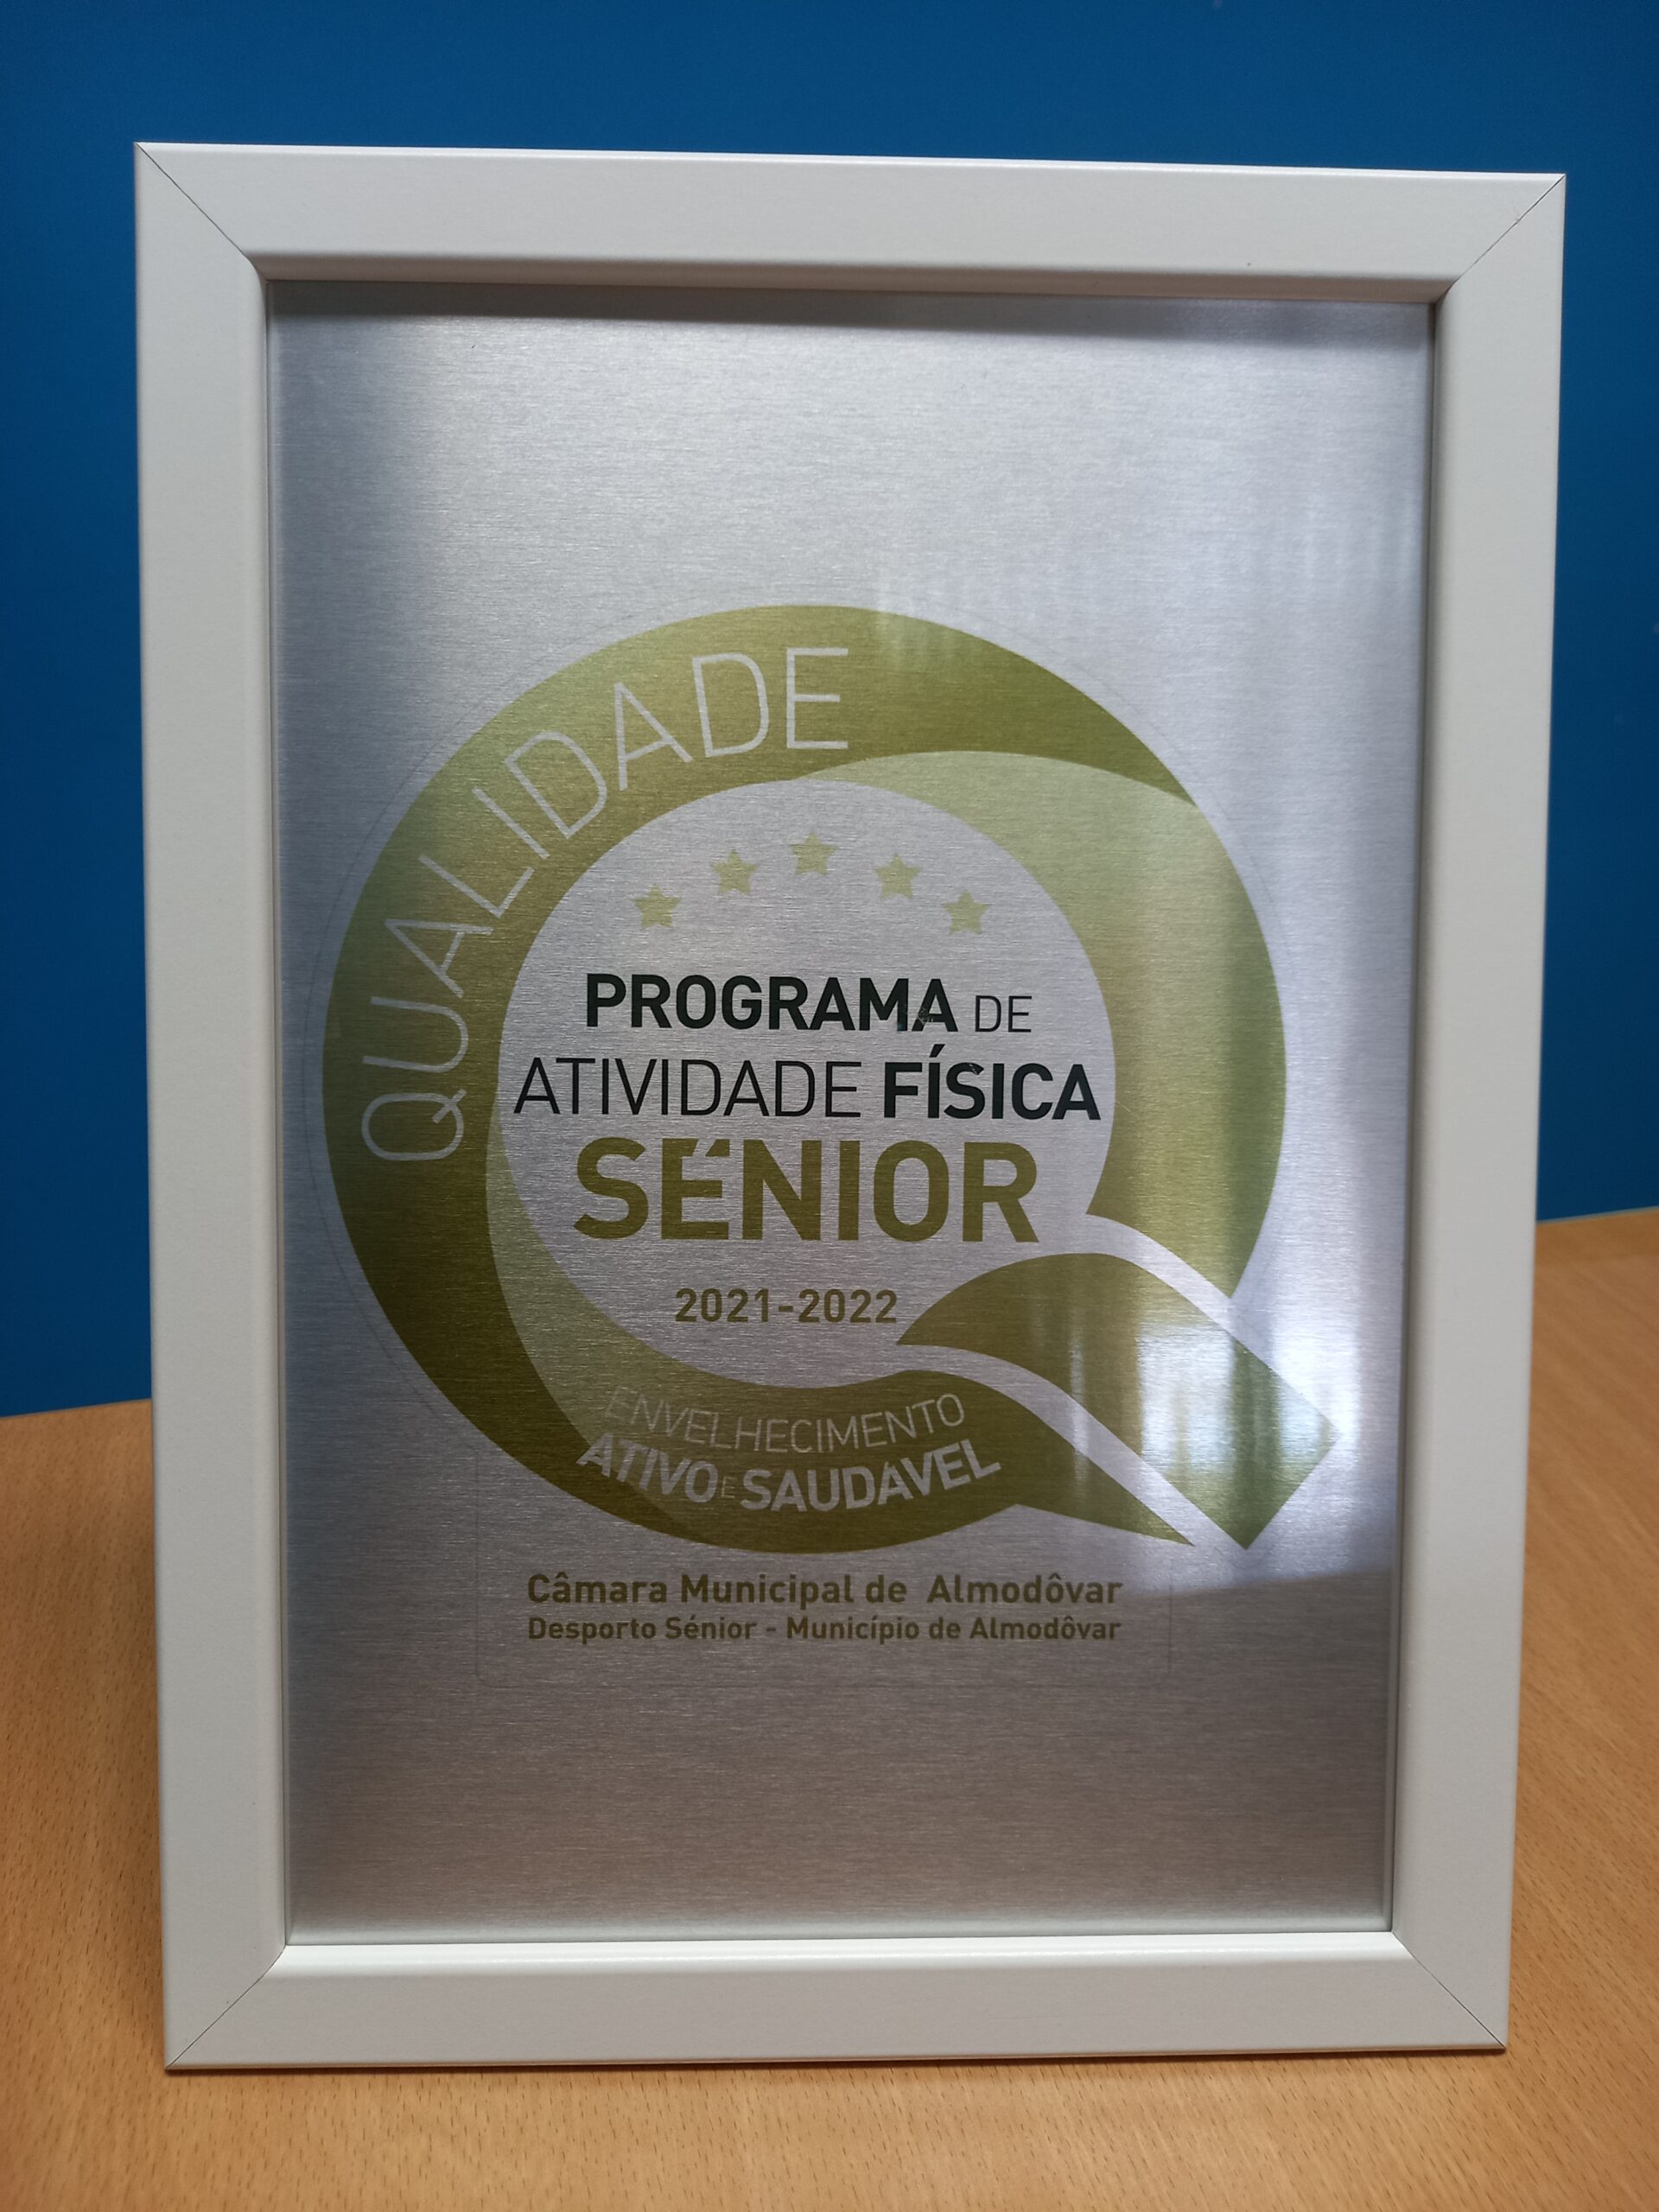 QUALIDADE
PROGRAMA DE
ATIVIDADE FÍSICA
SÉNIOR
2021-2022
ENVELHECIMENTO
ATIVO E SAUDÁVEL
Câmara Municipal de Almodôvar
Desporto Sénior - Município de Almodôvar